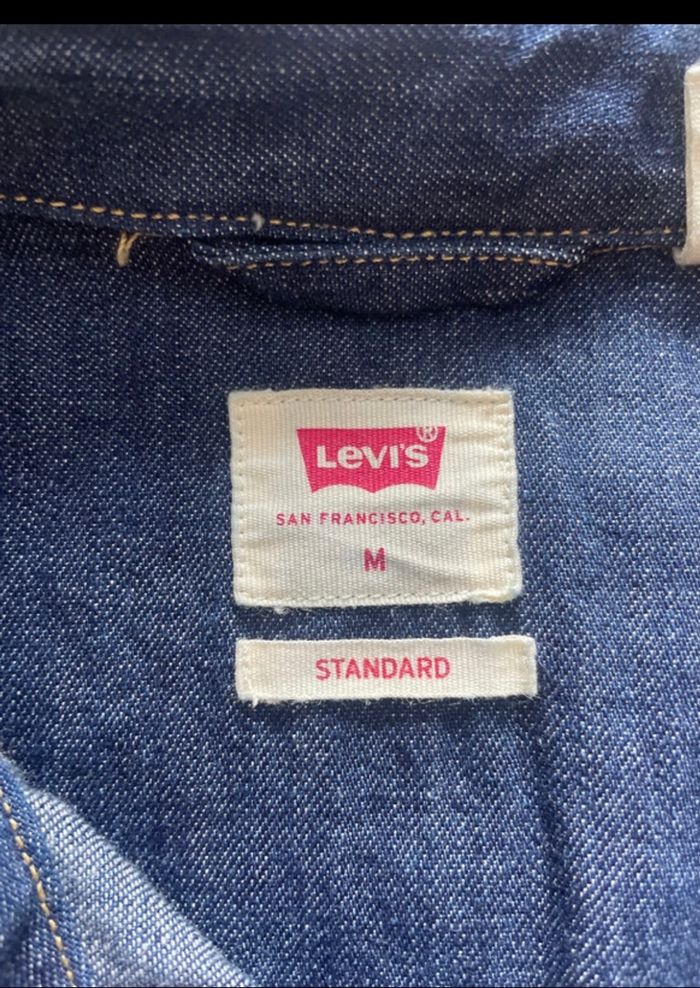 Levi's®
SAN FRANCISCO, CAL.
M
STANDARD